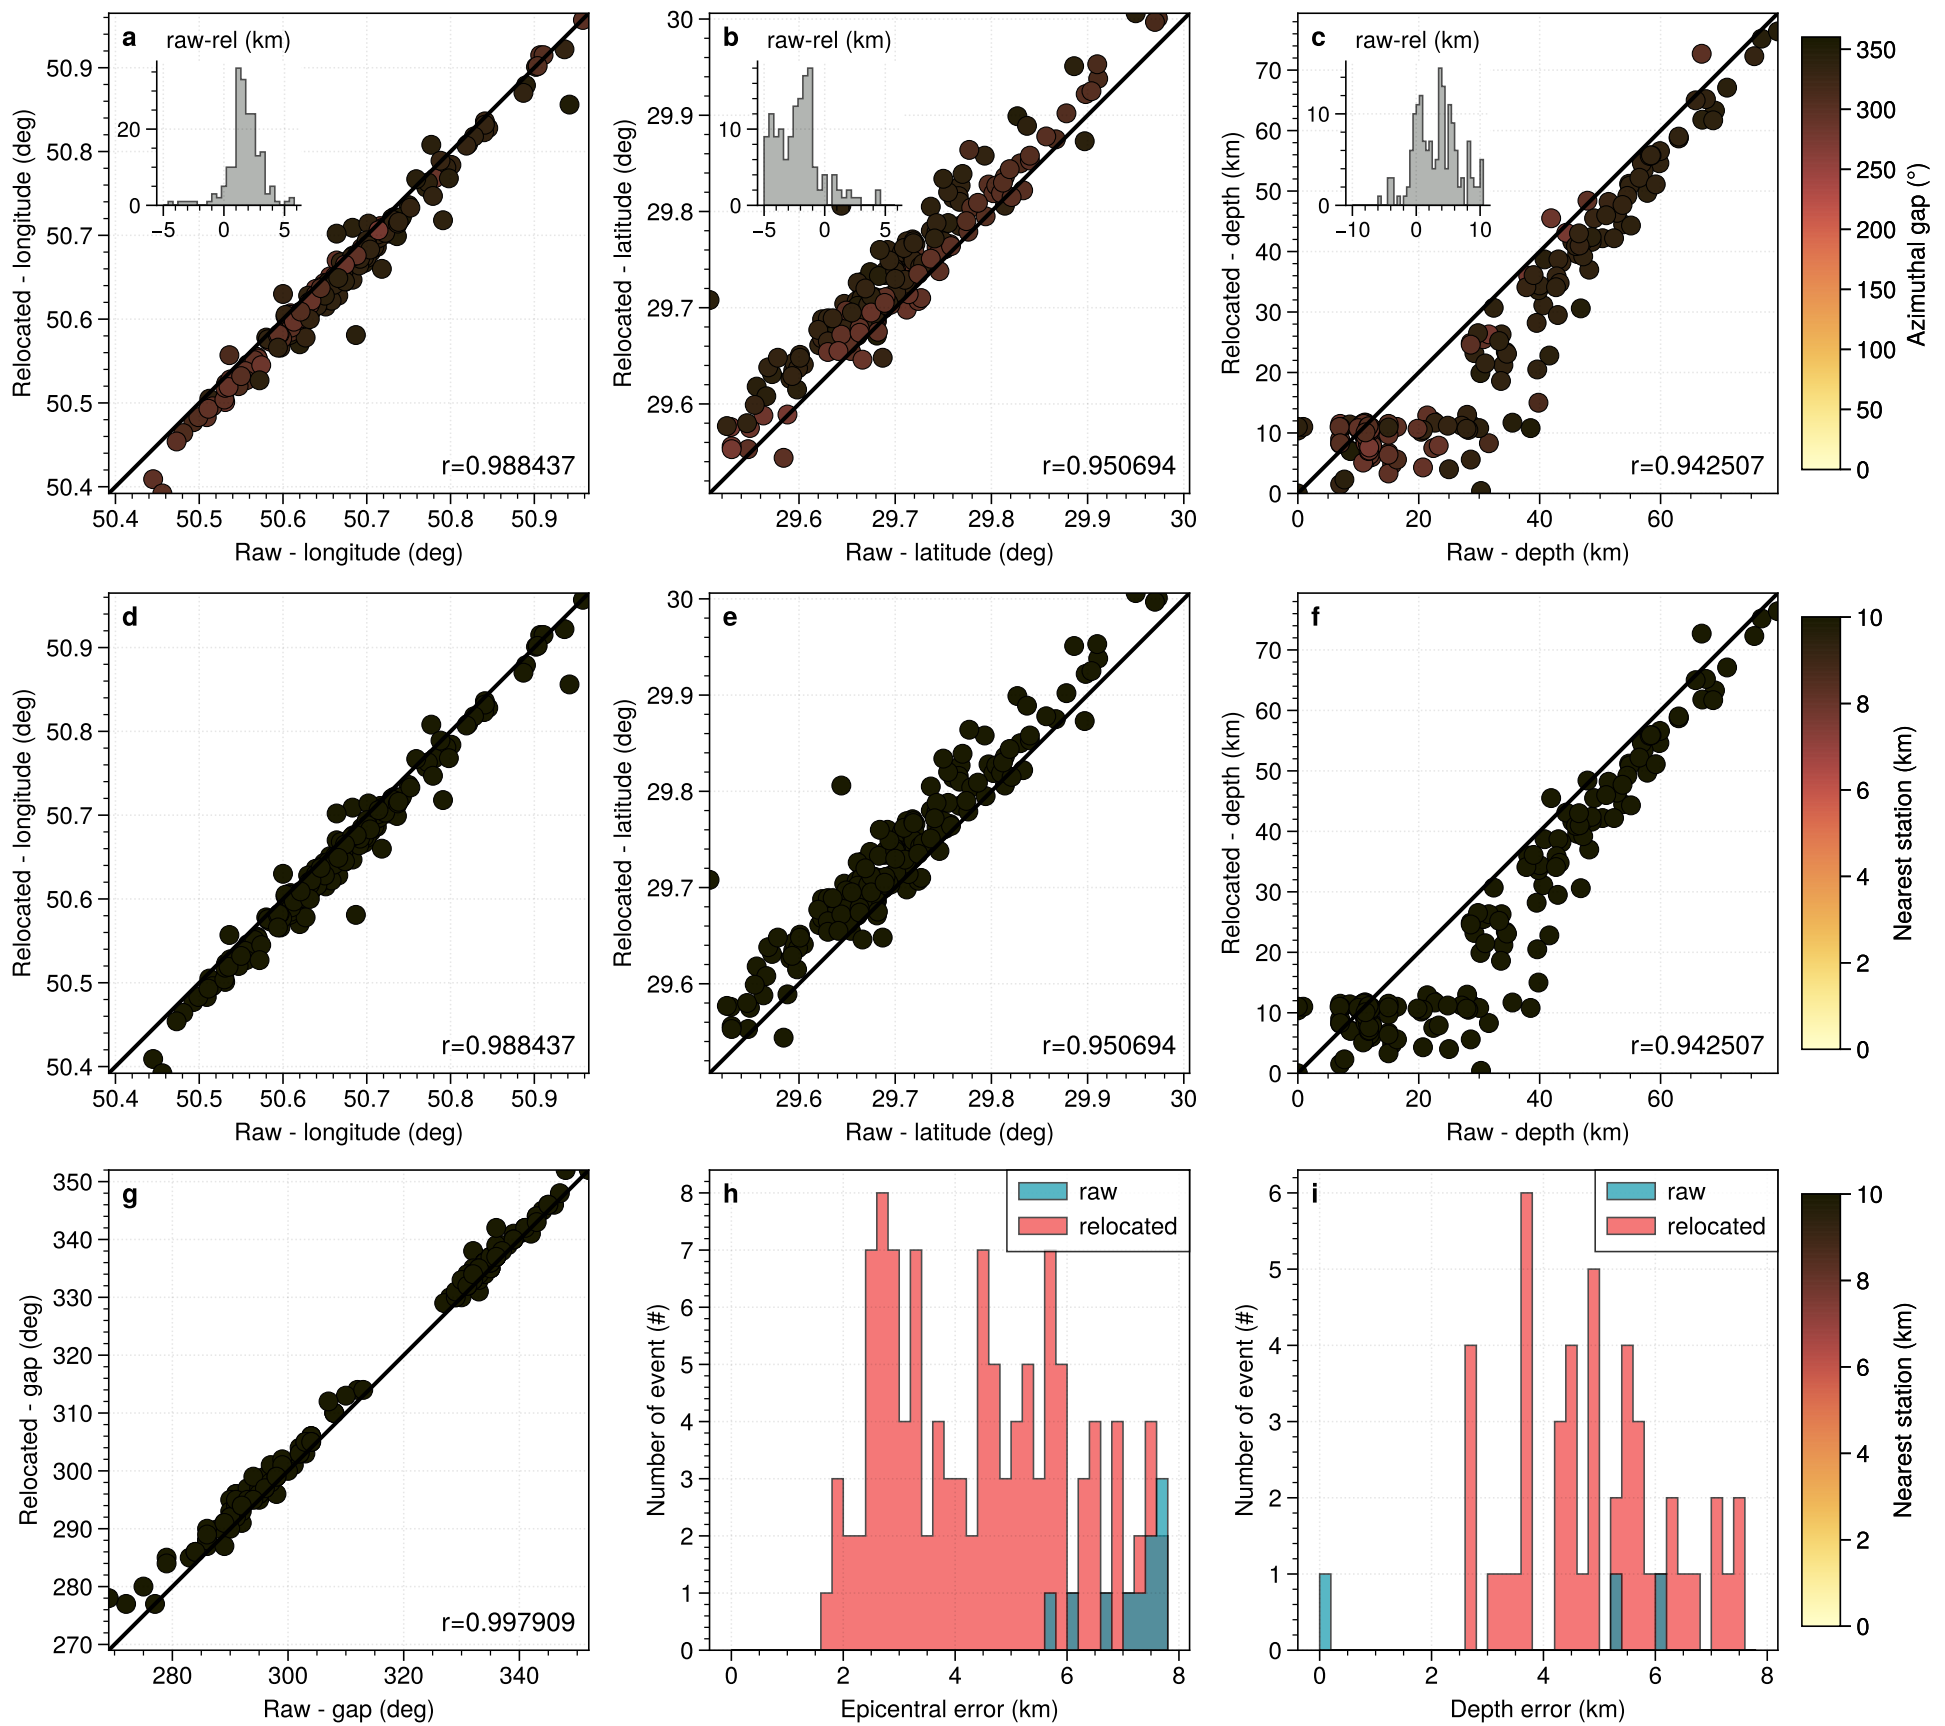 a raw-rel (km)
20
0
−5 0 5
50.9
50.8
50.7
50.6
50.5
50.4
Relocated - longitude (deg)
r=0.988437
50.4 50.5 50.6 50.7 50.8 50.9
Raw - longitude (deg)
b raw-rel (km)
10
0
−5 0 5
30
29.9
29.8
29.7
29.6
Relocated - latitude (deg)
r=0.950694
29.6 29.7 29.8 29.9 30
Raw - latitude (deg)
c raw-rel (km)
10
0
−10 0 10
70
60
50
40
30
20
10
0
Relocated - depth (km)
r=0.942507
0 20 40 60
Raw - depth (km)
350
300
250
200
150
100
50
0
Azimuthal gap (°)
d
50.9
50.8
50.7
50.6
50.5
50.4
Relocated - longitude (deg)
r=0.988437
50.4 50.5 50.6 50.7 50.8 50.9
Raw - longitude (deg)
e
30
29.9
29.8
29.7
29.6
Relocated - latitude (deg)
r=0.950694
29.6 29.7 29.8 29.9 30
Raw - latitude (deg)
f
70
60
50
40
30
20
10
0
Relocated - depth (km)
r=0.942507
0 20 40 60
Raw - depth (km)
10
8
6
4
2
0
Nearest station (km)
g
350
340
330
320
310
300
290
280
270
Relocated - gap (deg)
r=0.997909
280 300 320 340
Raw - gap (deg)
h
raw
relocated
8
7
6
5
4
3
2
1
0
Number of event (#)
0 2 4 6 8
Epicentral error (km)
i
raw
relocated
6
5
4
3
2
1
0
Number of event (#)
0 2 4 6 8
Depth error (km)
10
8
6
4
2
0
Nearest station (km)